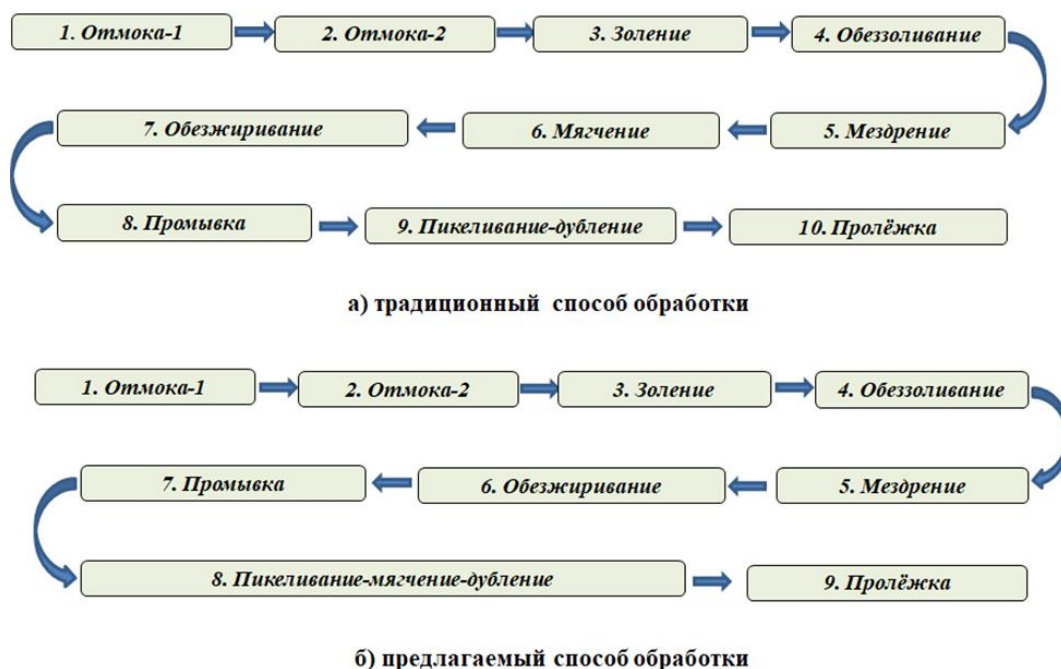 1. Отмока-1
2. Отмока-2
3. Золение
4. Обеззоливание
5. Мездрение
6. Мягчение
7. Обезжиривание
8. Промывка
9. Пикеливание-дубление
10. Пролёжка
а) традиционный способ обработки
1. Отмока-1
2. Отмока-2
3. Золение
4. Обеззоливание
5. Мездрение
6. Обезжиривание
7. Промывка
8. Пикеливание-мягчение-дубление
9. Пролёжка
б) предлагаемый способ обработки